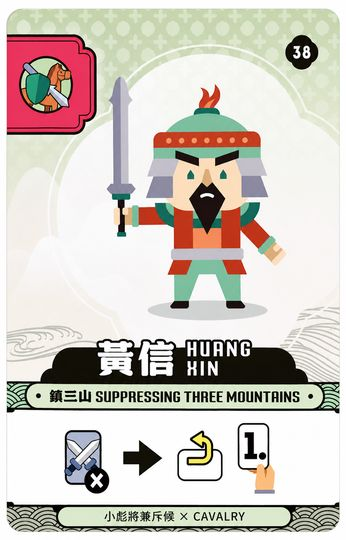 38
黃信 HUANG XIN
• 鎮三山 SUPPRESSING THREE MOUNTAINS •
1.
小彪將兼斥候 × CAVALRY